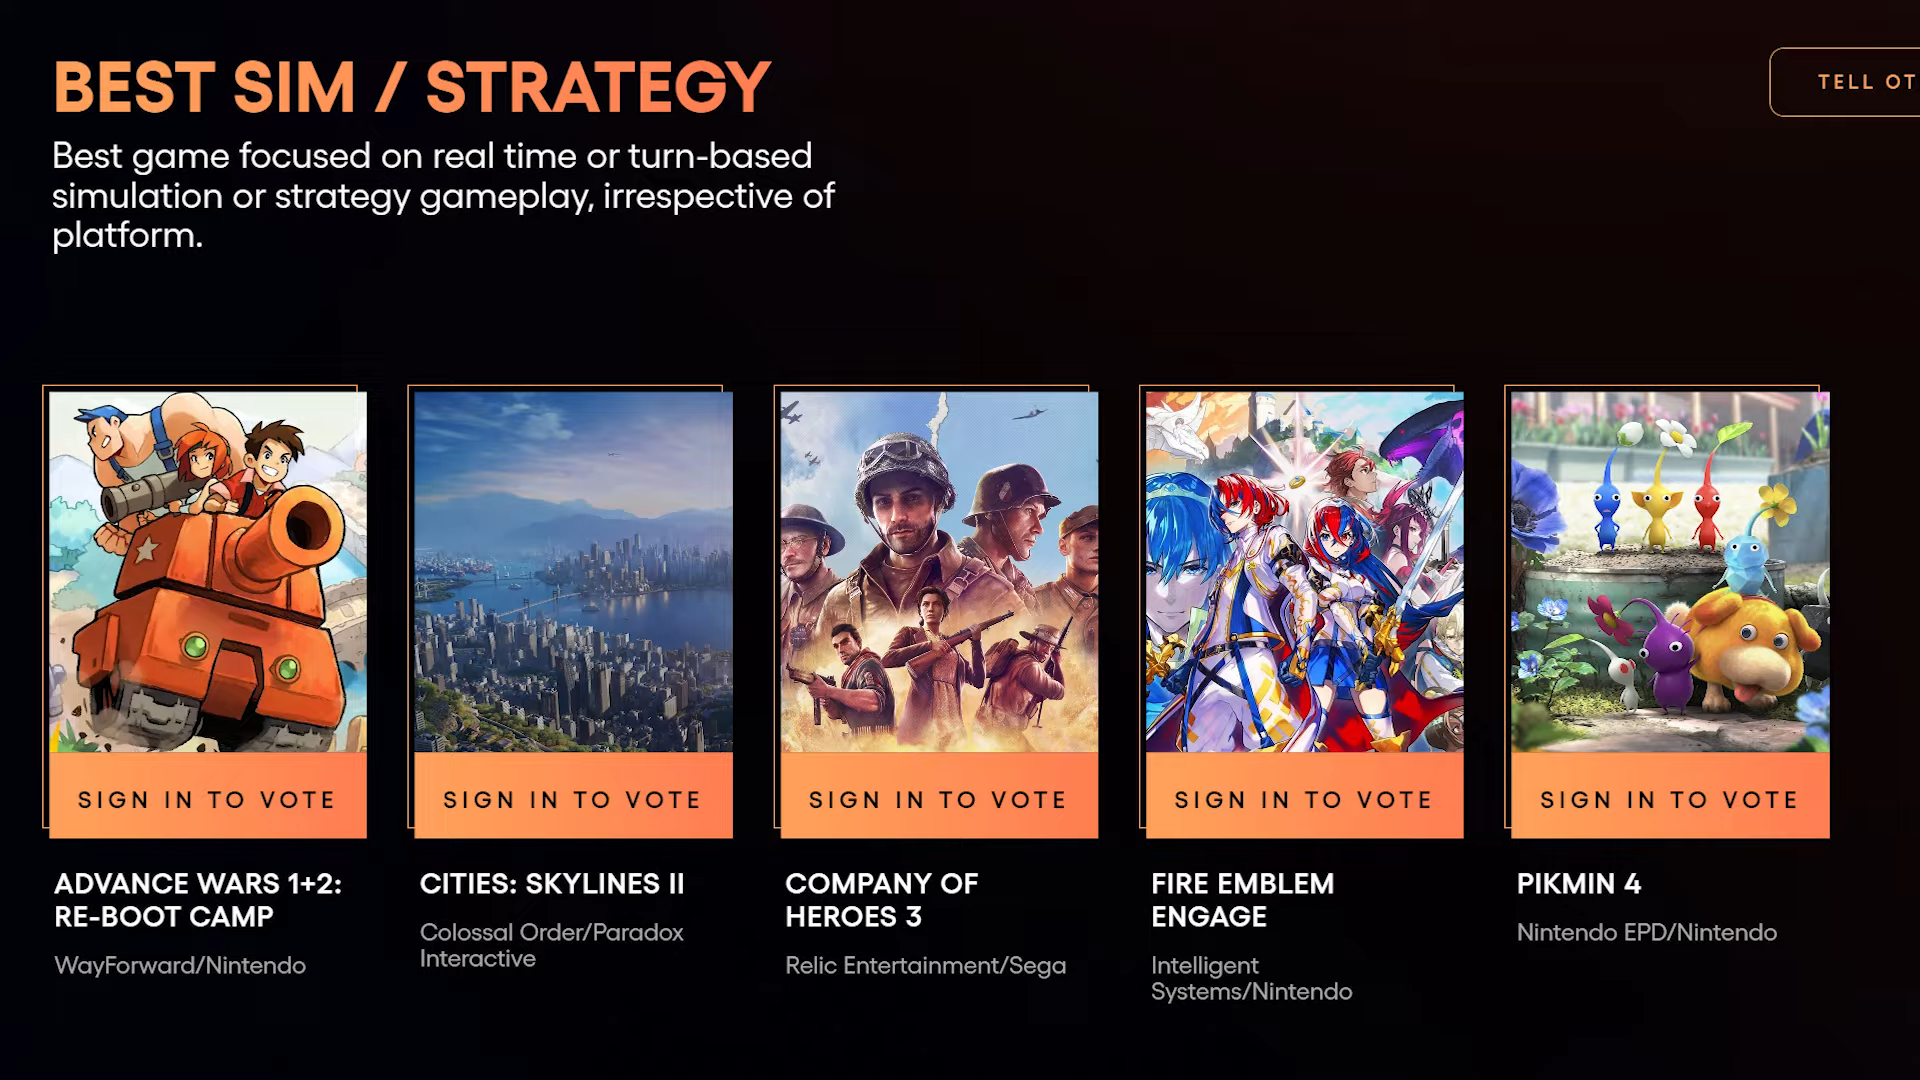 BEST SIM / STRATEGY
TELL OT
Best game focused on real time or turn-based
simulation or strategy gameplay, irrespective of
platform.
SIGN IN TO VOTE
SIGN IN TO VOTE
SIGN IN TO VOTE
SIGN IN TO VOTE
SIGN IN TO VOTE
ADVANCE WARS 1+2:
RE-BOOT CAMP
WayForward/Nintendo
CITIES: SKYLINES II
Colossal Order/Paradox
Interactive
COMPANY OF
HEROES 3
Relic Entertainment/Sega
FIRE EMBLEM
ENGAGE
Intelligent
Systems/Nintendo
PIKMIN 4
Nintendo EPD/Nintendo